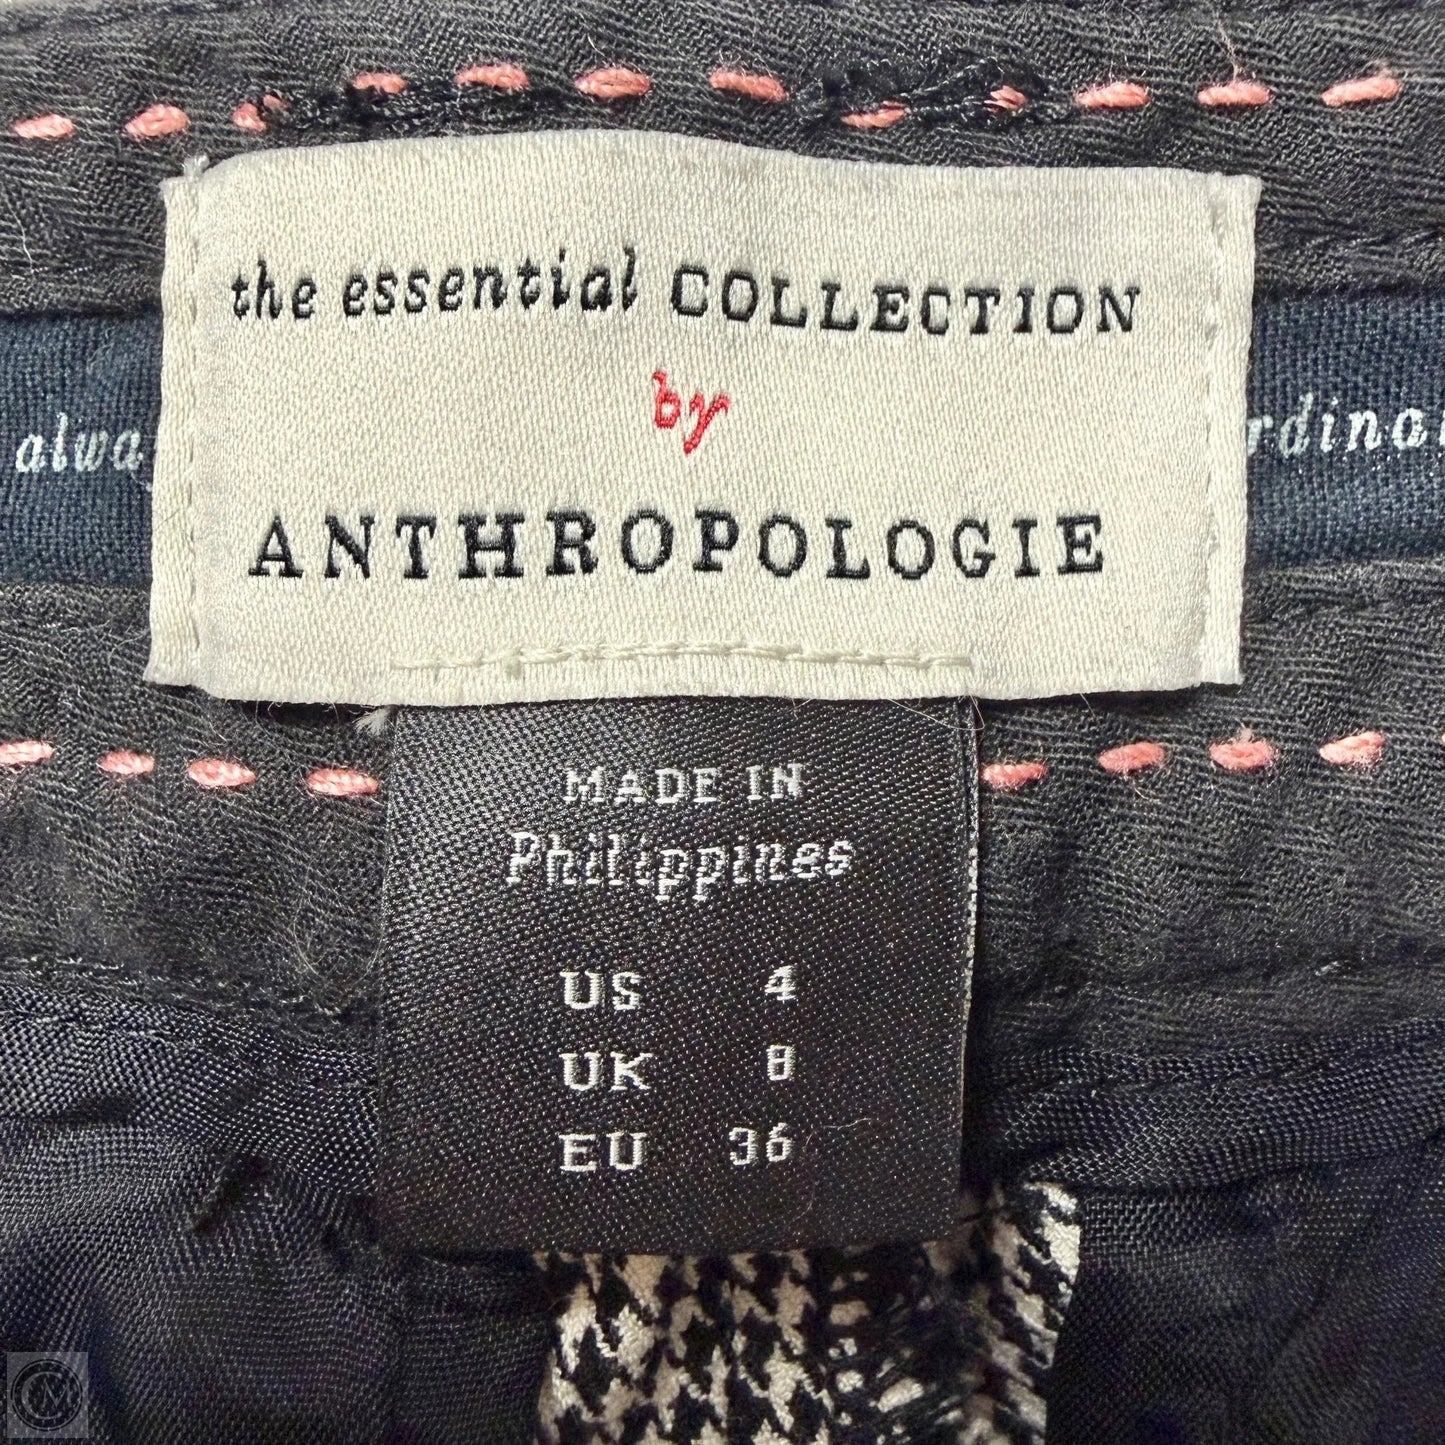 the essential COLLECTION
by
ANTHROPOLOGIE
MADE IN
Philippines
US 4
UK 8
EU 36